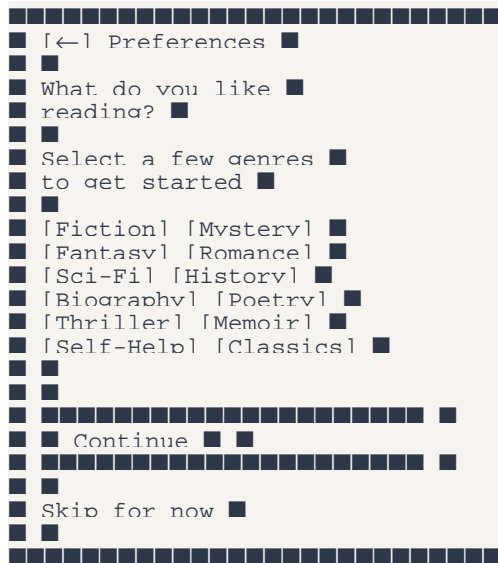 ■■■■■■■■■■■■■■■■■■■■■■■
■ [←] Preferences ■
■ ■
■ What do you like ■
■ reading? ■
■ ■
■ Select a few genres ■
■ to get started ■
■ ■
■ [Fiction] [Mystery] ■
■ [Fantasy] [Romance] ■
■ [Sci-Fi] [History] ■
■ [Biography] [Poetry] ■
■ [Thriller] [Memoir] ■
■ [Self-Help] [Classics] ■
■ ■
■ ■
■ ■■■■■■■■■■■■■■■■■■ ■
■ ■ Continue ■ ■
■ ■■■■■■■■■■■■■■■■■■ ■
■ ■
■ Skip for now ■
■ ■
■■■■■■■■■■■■■■■■■■■■■■■